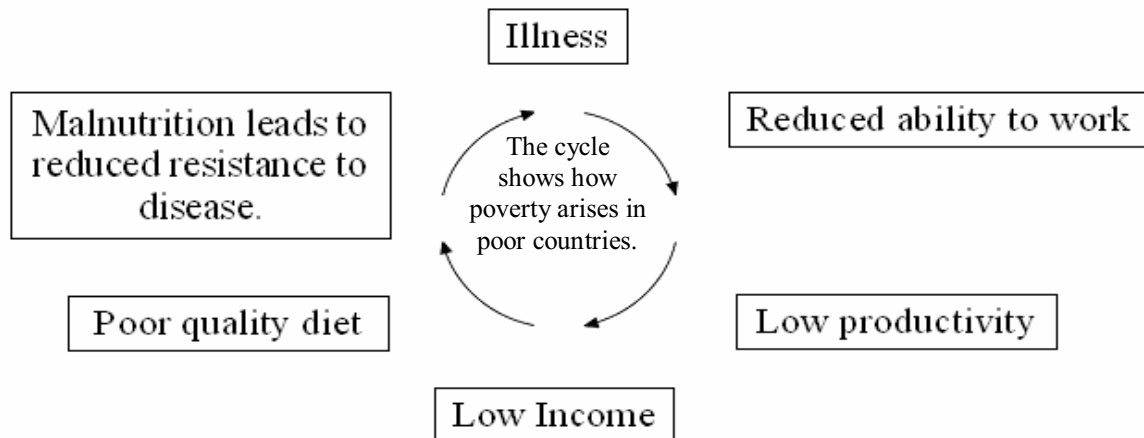 Illness
Malnutrition leads to
reduced resistance to
disease.
Reduced ability to work
The cycle
shows how
poverty arises in
poor countries.
Poor quality diet
Low productivity
Low Income